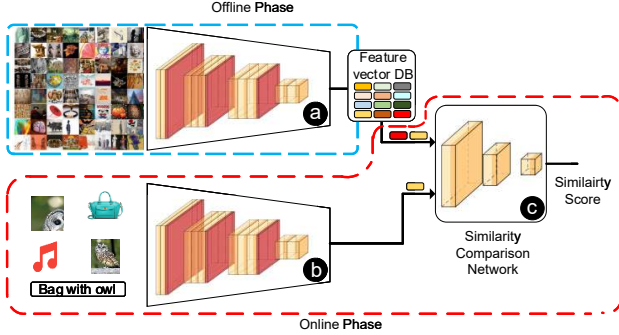 Offline Phase
Feature
vector DB
a
Similairty
Score
c
Similarity
Comparison
Network
b
Bag with owl
Online Phase